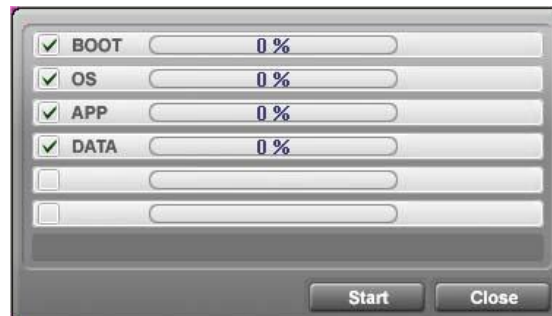 BOOT 0 %
OS 0 %
APP 0 %
DATA 0 %
Start Close